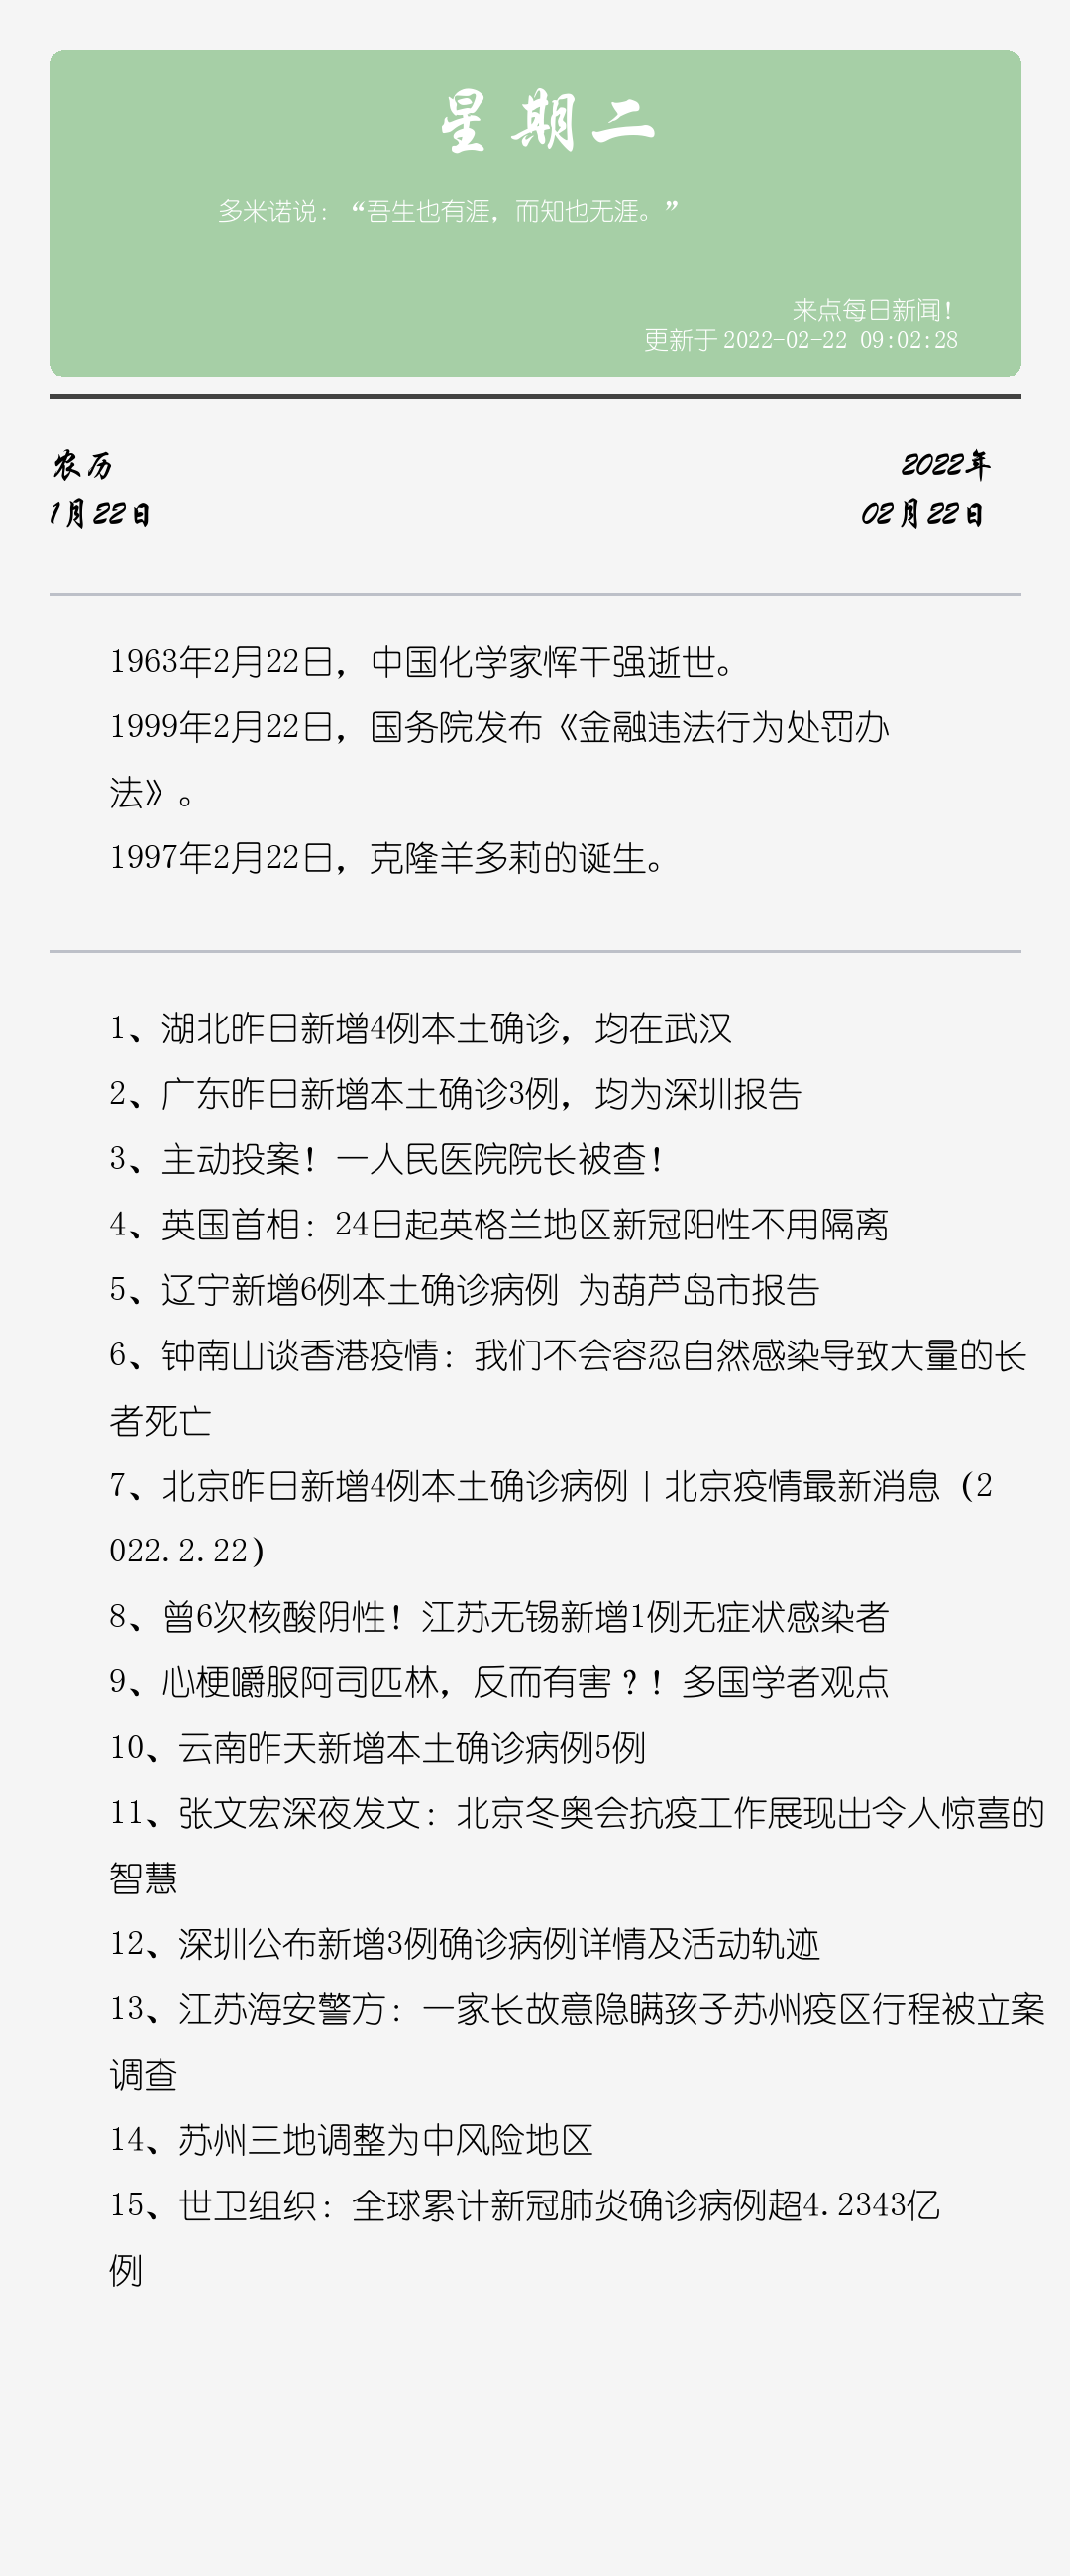 星期二
多米诺说：“吾生也有涯，而知也无涯。”
来点每日新闻！
更新于 2022-02-22 09:02:28
农历
2022年
1月22日
02月22日
1963年2月22日，中国化学家恽干强逝世。
1999年2月22日，国务院发布《金融违法行为处罚办
法》。
1997年2月22日，克隆羊多莉的诞生。
1、湖北昨日新增4例本土确诊，均在武汉
2、广东昨日新增本土确诊3例，均为深圳报告
3、主动投案！一人民医院院长被查！
4、英国首相：24日起英格兰地区新冠阳性不用隔离
5、辽宁新增6例本土确诊病例 为葫芦岛市报告
6、钟南山谈香港疫情：我们不会容忍自然感染导致大量的长
者死亡
7、北京昨日新增4例本土确诊病例丨北京疫情最新消息（2
022.2.22）
8、曾6次核酸阴性！江苏无锡新增1例无症状感染者
9、心梗嚼服阿司匹林，反而有害？！多国学者观点
10、云南昨天新增本土确诊病例5例
11、张文宏深夜发文：北京冬奥会抗疫工作展现出令人惊喜的
智慧
12、深圳公布新增3例确诊病例详情及活动轨迹
13、江苏海安警方：一家长故意隐瞒孩子苏州疫区行程被立案
调查
14、苏州三地调整为中风险地区
15、世卫组织：全球累计新冠肺炎确诊病例超4.2343亿
例